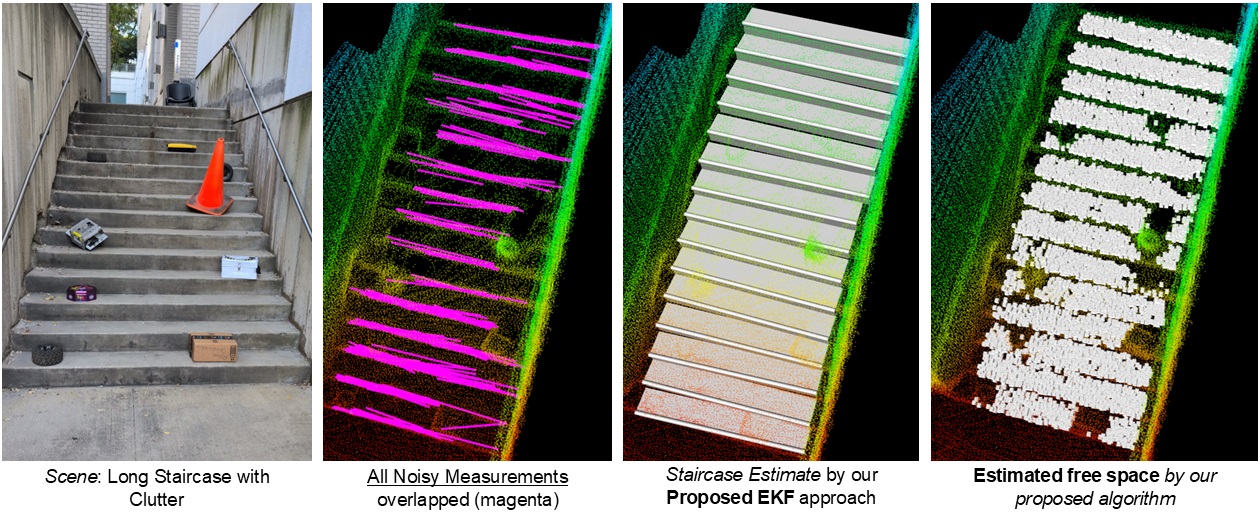 Scene: Long Staircase with
Clutter
All Noisy Measurements
overlapped (magenta)
Staircase Estimate by our
Proposed EKF approach
Estimated free space by our
proposed algorithm